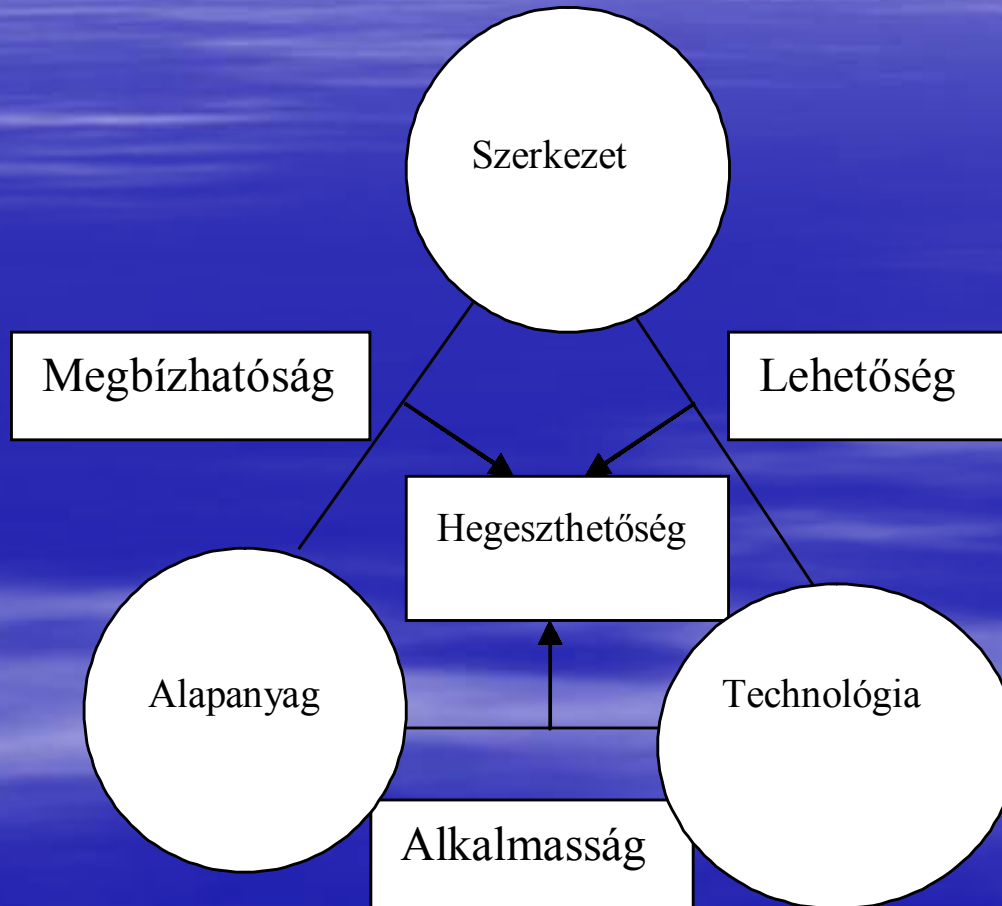 Szerkezet
Megbízhatóság
Lehetőség
Hegeszthetőség
Alapanyag
Technológia
Alkalmasság